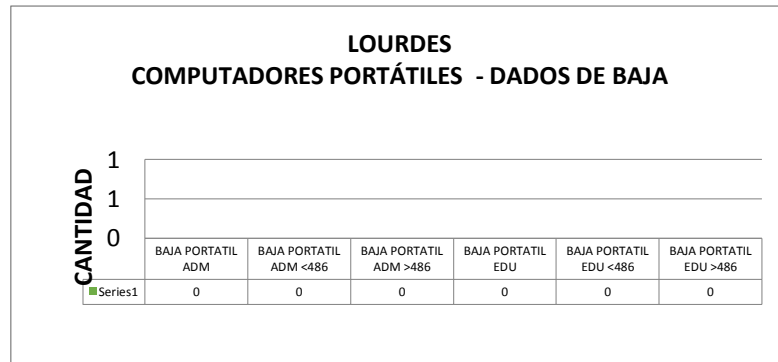 LOURDES
COMPUTADORES PORTÁTILES - DADOS DE BAJA
CANTIDAD
1
1
0
BAJA PORTATIL ADM
BAJA PORTATIL ADM <486
BAJA PORTATIL ADM >486
BAJA PORTATIL EDU
BAJA PORTATIL EDU <486
BAJA PORTATIL EDU >486
Series1 0 0 0 0 0 0